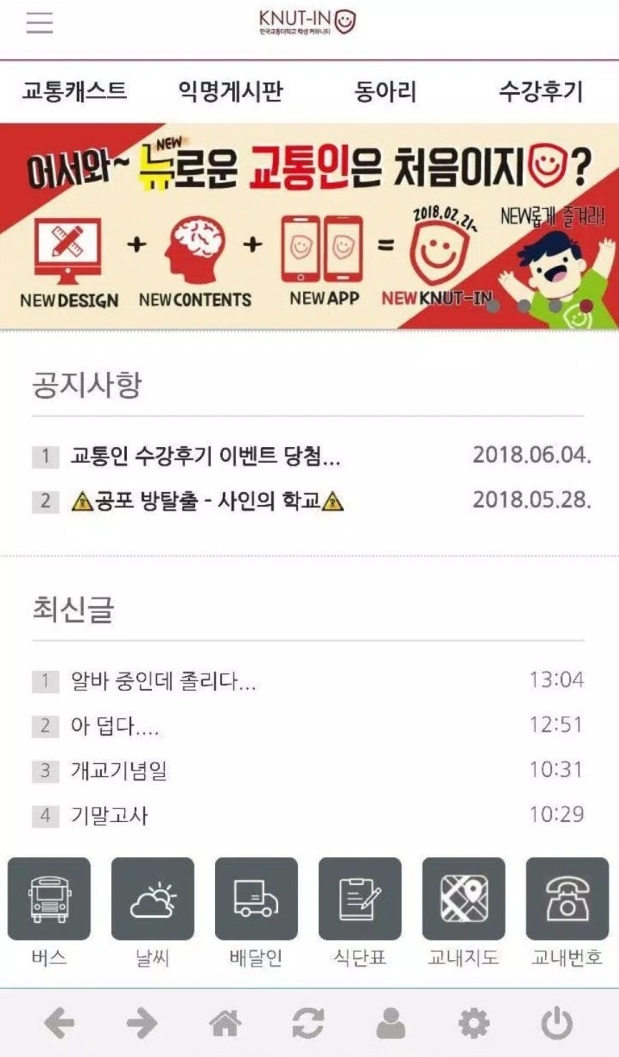 KNUT-IN
한국교통대학교 학생 커뮤니티
교통캐스트 익명게시판 동아리 수강후기
NEW
어서와~ 뉴로운 교통인은 처음이지?
2018.02.21~
NEW롭게 즐겨라!
+ + =
NEW DESIGN NEW CONTENTS NEW APP NEW KNUT-IN
공지사항
1 교통인 수강후기 이벤트 당첨... 2018.06.04.
2 공포 방탈출 - 사인의 학교 2018.05.28.
최신글
1 알바 중인데 졸리다... 13:04
2 아 덥다.... 12:51
3 개교기념일 10:31
4 기말고사 10:29
버스 날씨 배달인 식단표 교내지도 교내번호